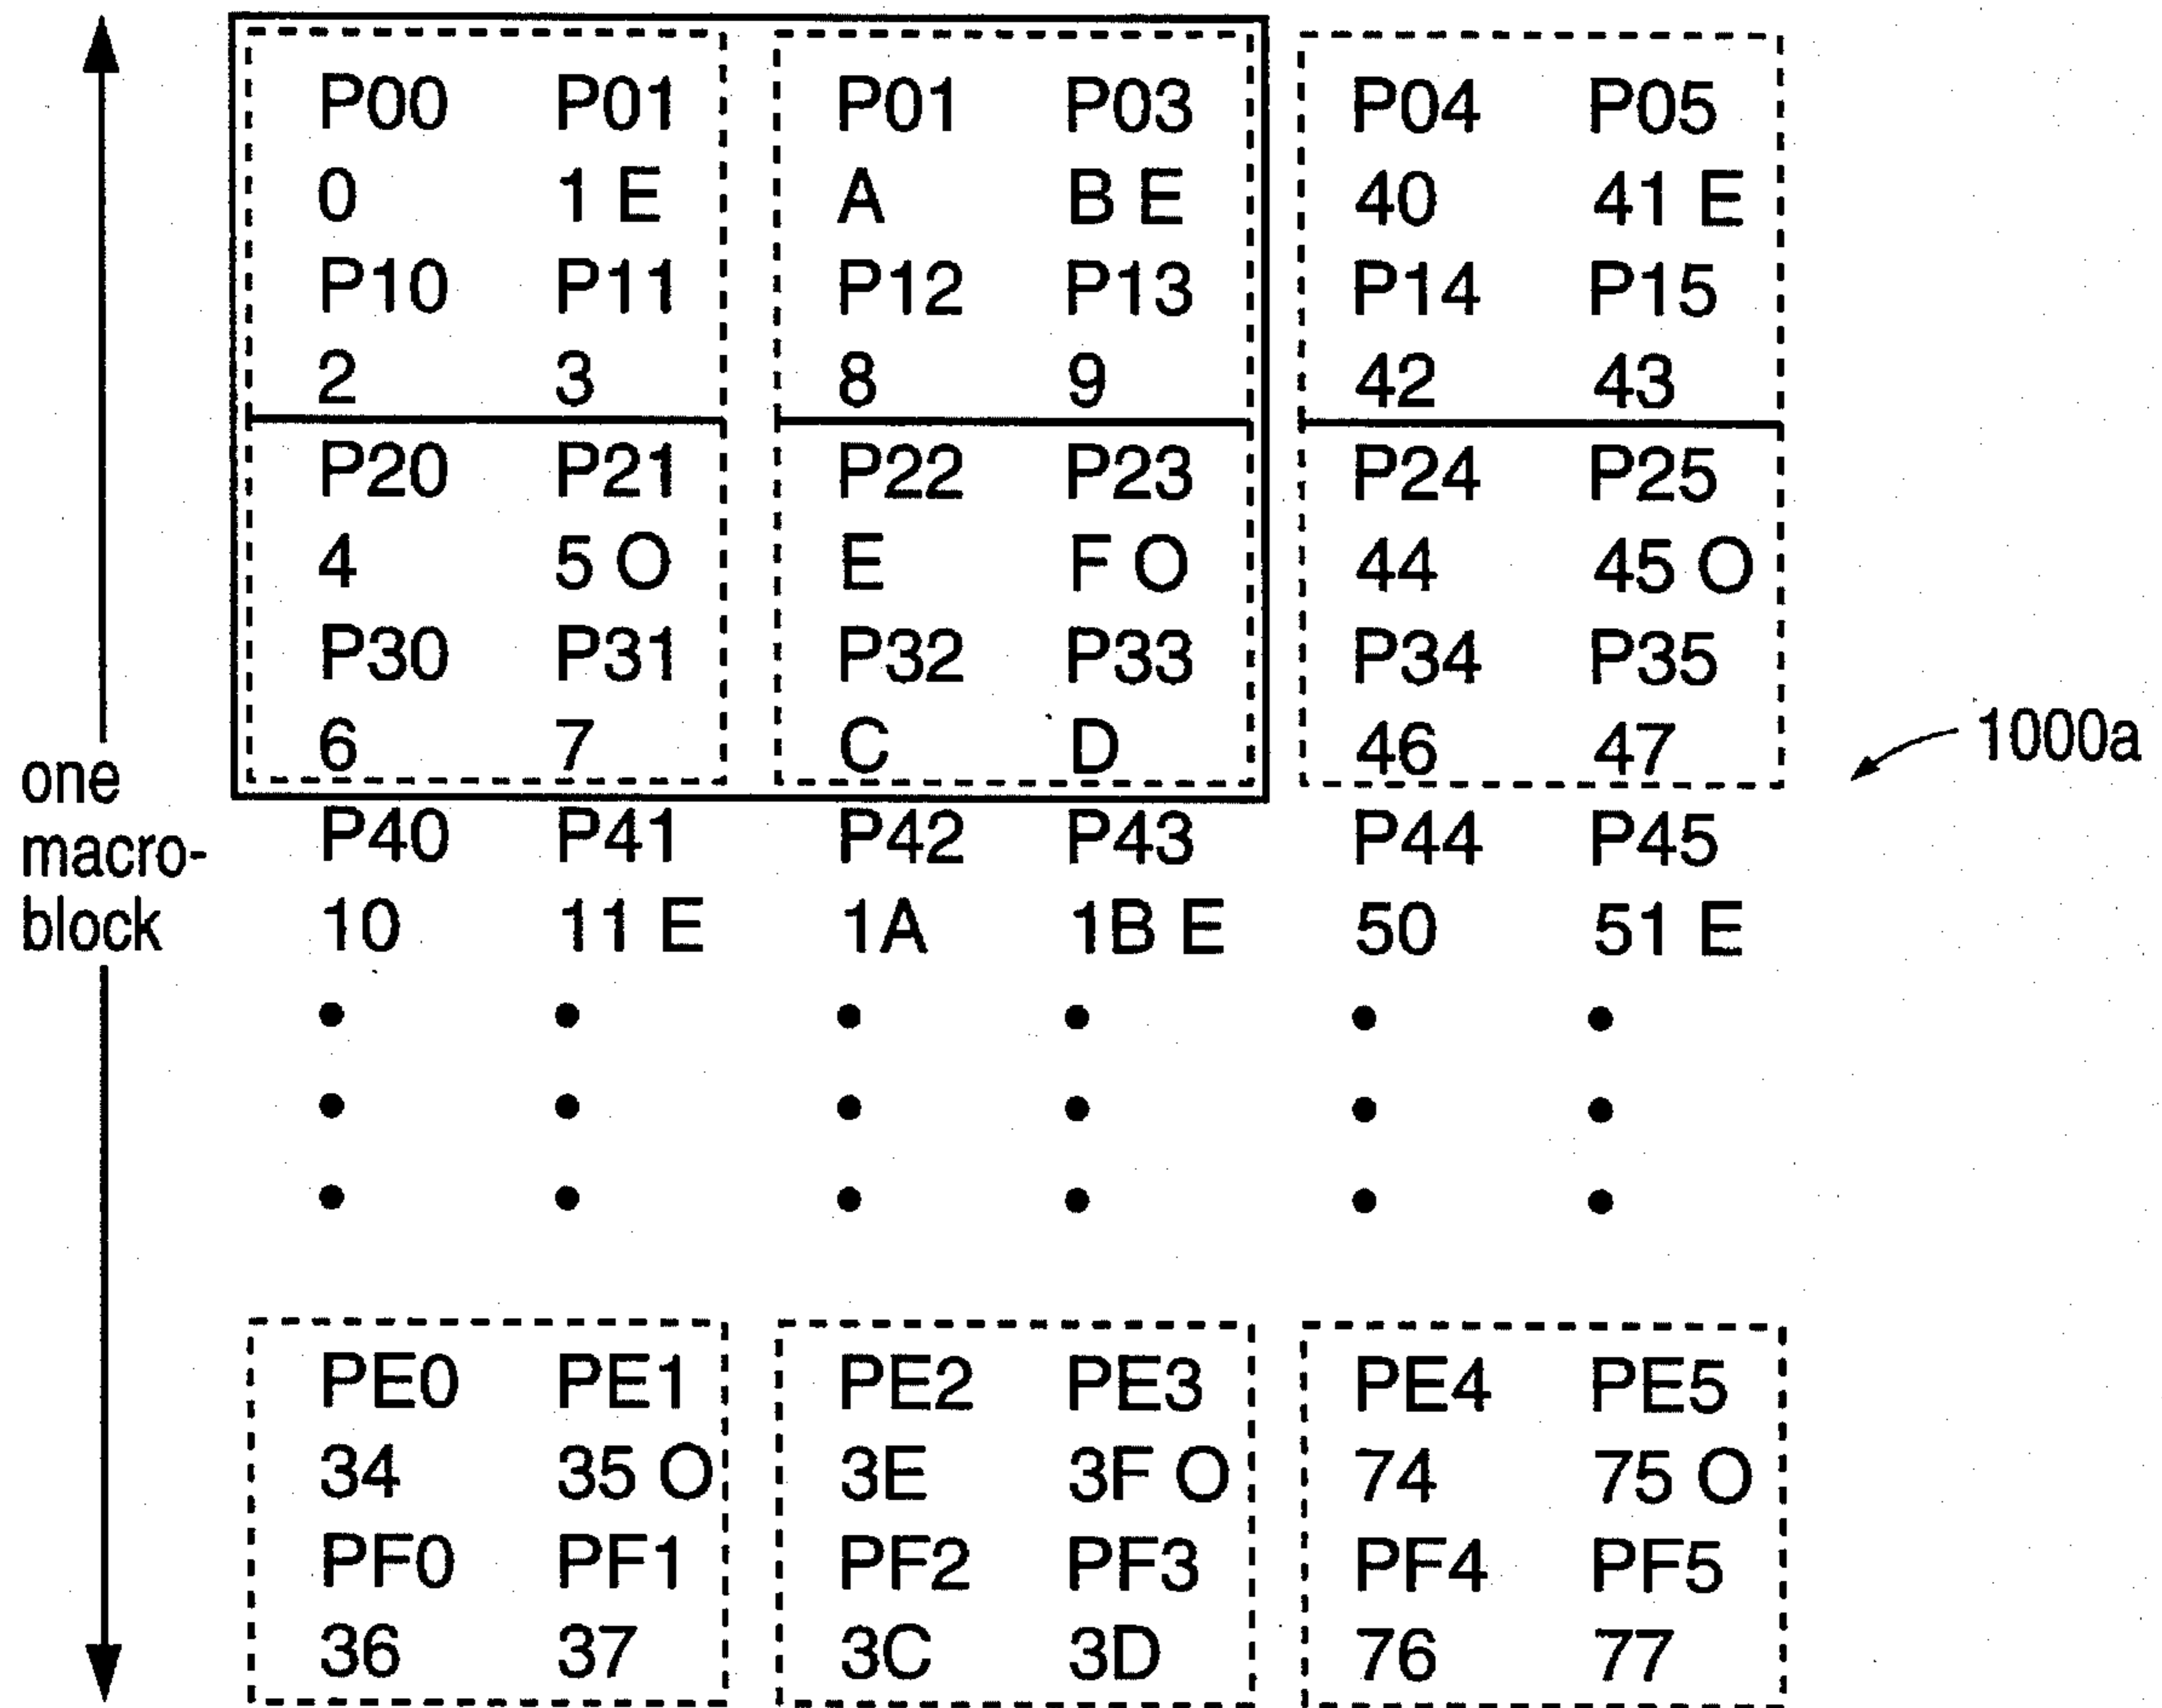 P00 P01 P01 P03 P04 P05
0 1 E A B E 40 41 E
P10 P11 P12 P13 P14 P15
2 3 8 9 42 43
P20 P21 P22 P23 P24 P25
4 5 O E F O 44 45 O
P30 P31 P32 P33 P34 P35
6 7 C D 46 47
1000a
one
macro-
block
P40 P41 P42 P43 P44 P45
10 11 E 1A 1B E 50 51 E
PE0 PE1 PE2 PE3 PE4 PE5
34 35 O 3E 3F O 74 75 O
PF0 PF1 PF2 PF3 PF4 PF5
36 37 3C 3D 76 77